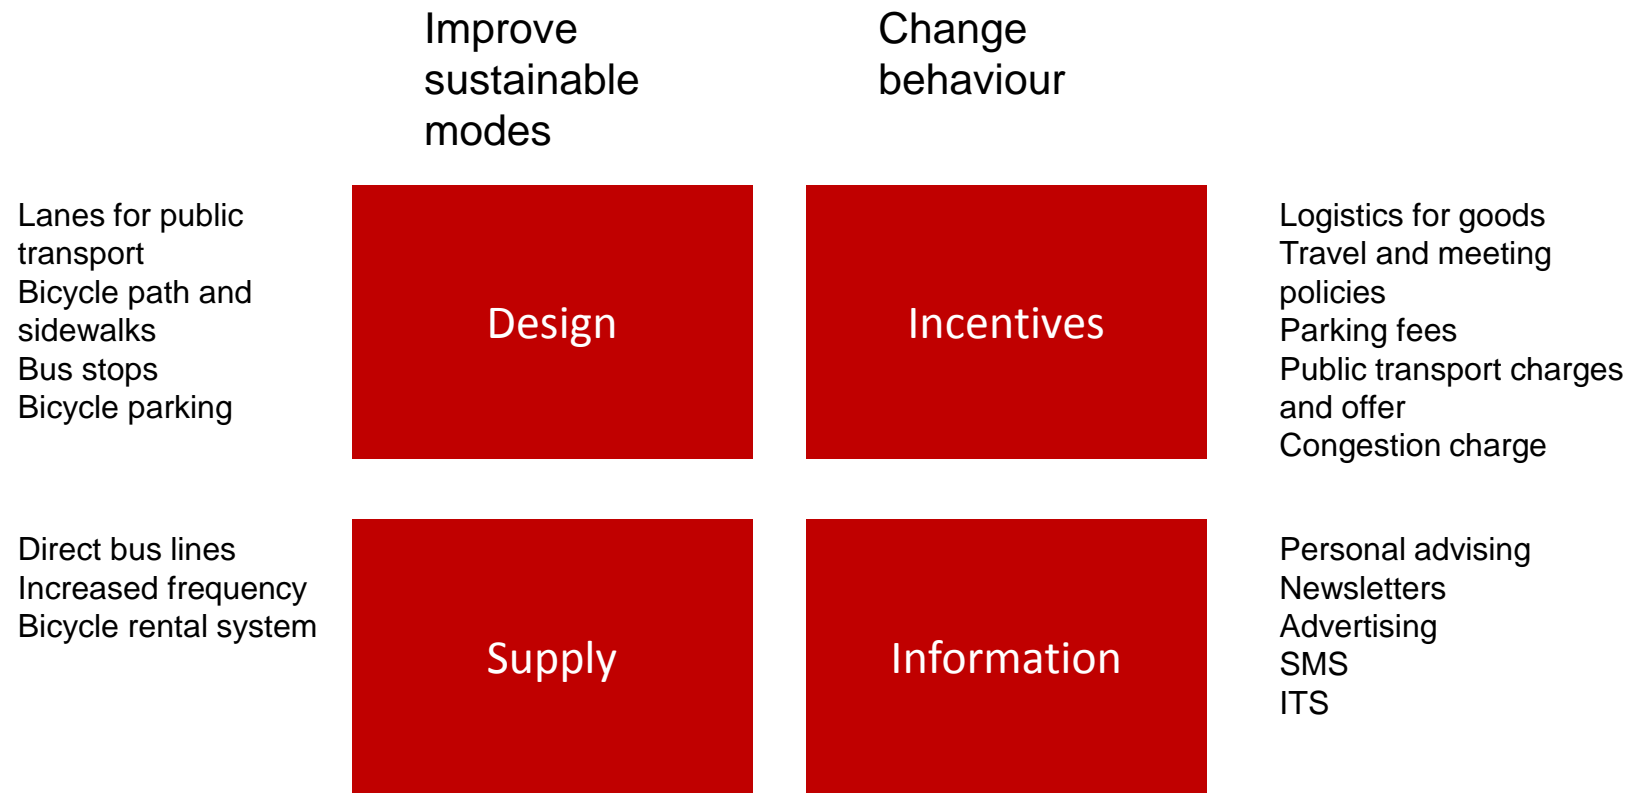 Improve
sustainable
modes
Change
behaviour
Lanes for public
transport
Bicycle path and
sidewalks
Bus stops
Bicycle parking
Design
Incentives
Logistics for goods
Travel and meeting
policies
Parking fees
Public transport charges
and offer
Congestion charge
Direct bus lines
Increased frequency
Bicycle rental system
Supply
Information
Personal advising
Newsletters
Advertising
SMS
ITS